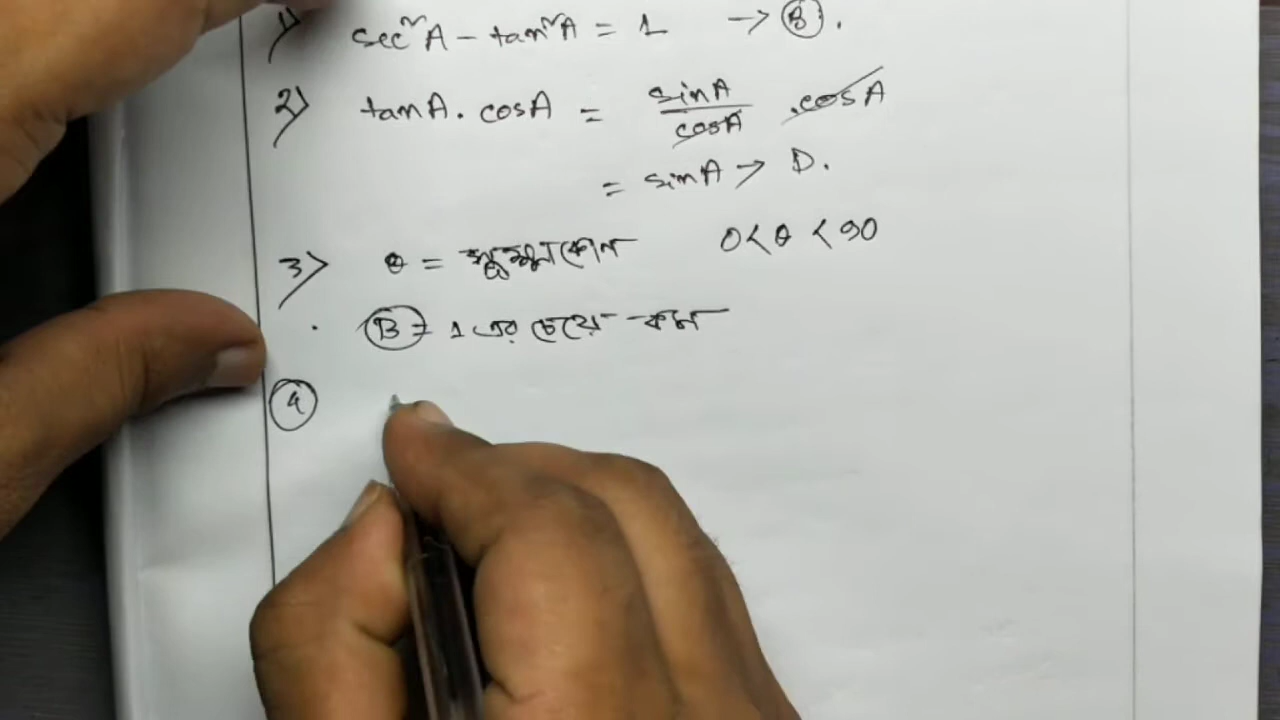 1) sec²A - tan²A = 1 → B.
2) tanA. cosA = sinA/cosA .cosA
= sinA → D.
3) θ = সূক্ষ্মকোণ 0<θ<90
B = 1 এর চেয়ে কম
4